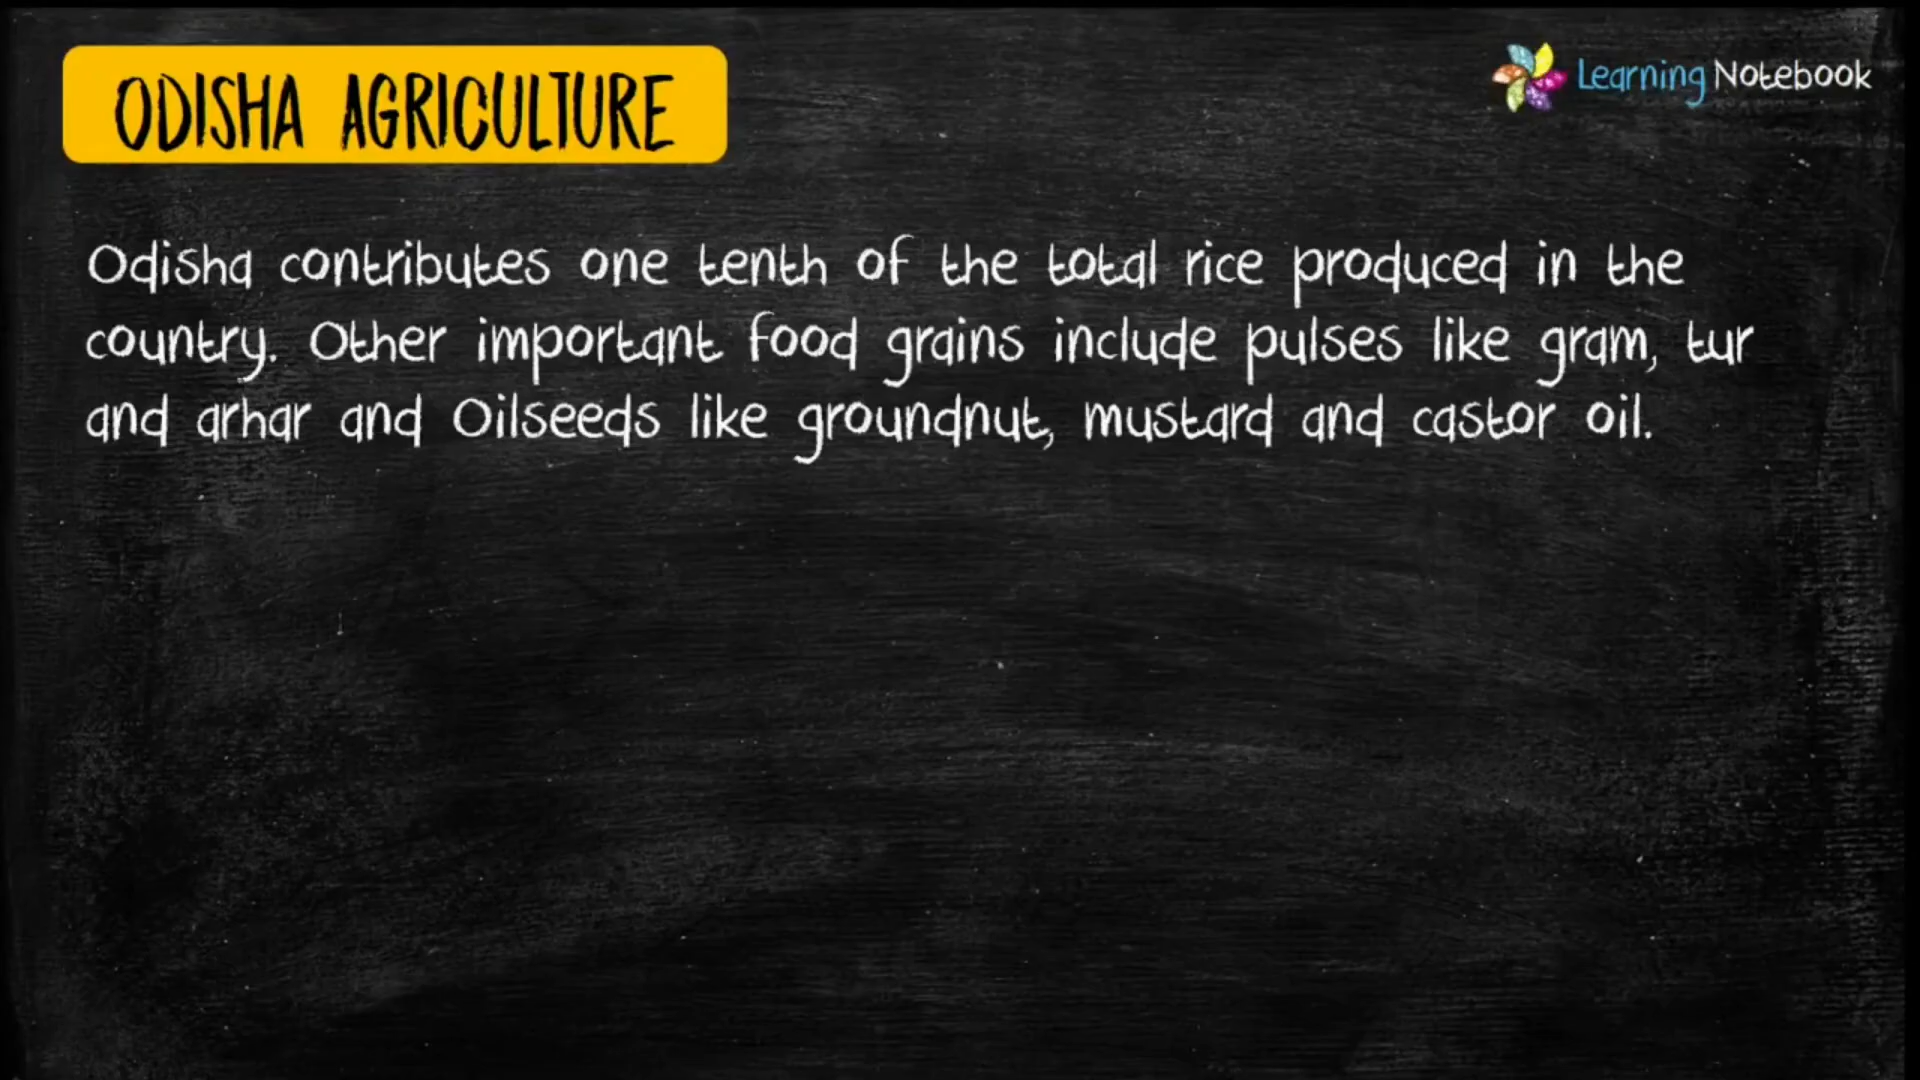 ODISHA AGRICULTURE
Learning Notebook
Odisha contributes one tenth of the total rice produced in the
country. Other important food grains include pulses like gram, tur
and arhar and Oilseeds like groundnut, mustard and castor oil.